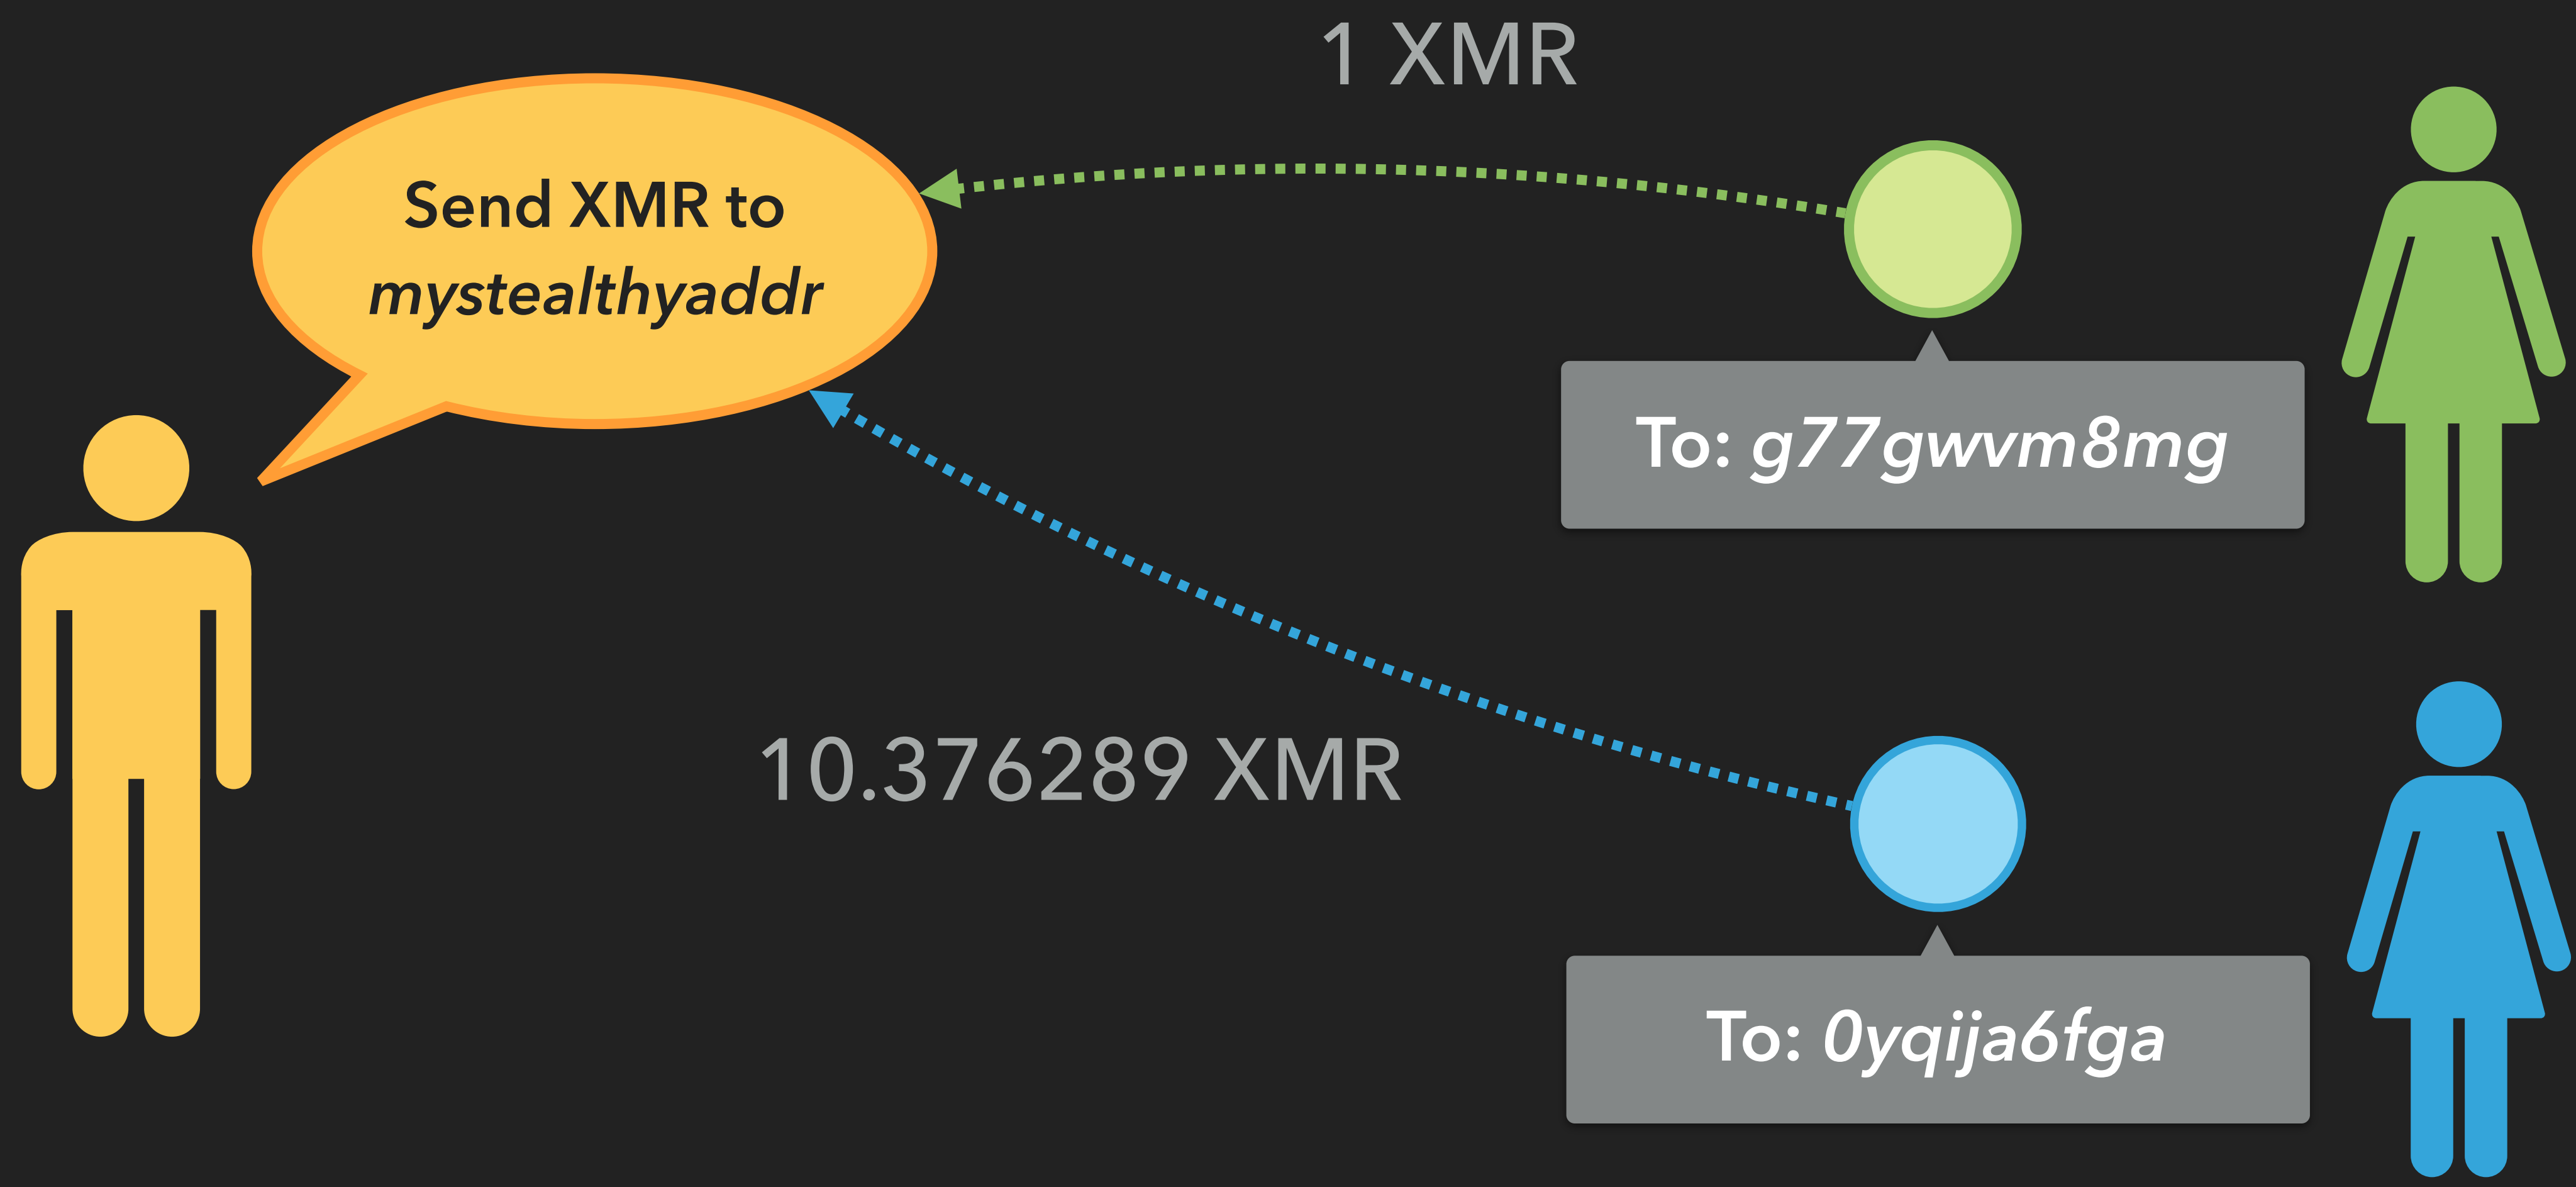 1 XMR
Send XMR to
mystealthyaddr
To: g77gwvm8mg
10.376289 XMR
To: 0yqija6fga